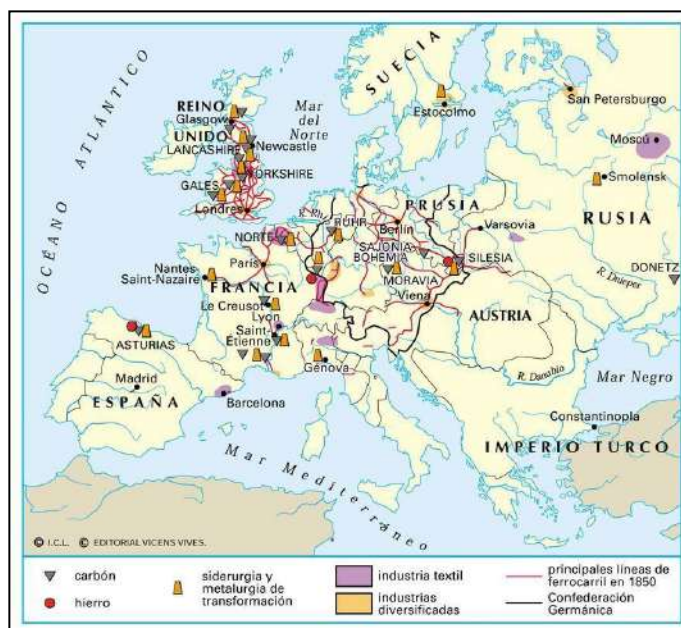 SUECIA
REINO
Glasgow
UNIDO
LANCASHIRE
Newcastle
YORKSHIRE
GALES
Londres
Mar
del
Norte
OCÉANO ATLÁNTICO
Estocolmo
San Petersburgo
Moscú
Smolensk
RUSIA
PRUSIA
R. Rhin
RUHR
Berlín
Varsovia
NORTE
SAJONIA
BOHEMIA
SILESIA
MORAVIA
DONETZ
R. Dnieper
París
Nantes
Saint-Nazaire
FRANCIA
Viena
AUSTRIA
Le Creusot
Lyon
Saint-
Étienne
ASTURIAS
Génova
R. Danubio
Mar Negro
Madrid
ESPAÑA
Barcelona
Constantinopla
IMPERIO TURCO
Mar Mediterráneo
© I.C.L. © EDITORIAL VICENS VIVES.
carbón
hierro
siderurgia y
metalurgia de
transformación
industria textil
industrias
diversificadas
principales líneas de
ferrocarril en 1850
Confederación
Germánica